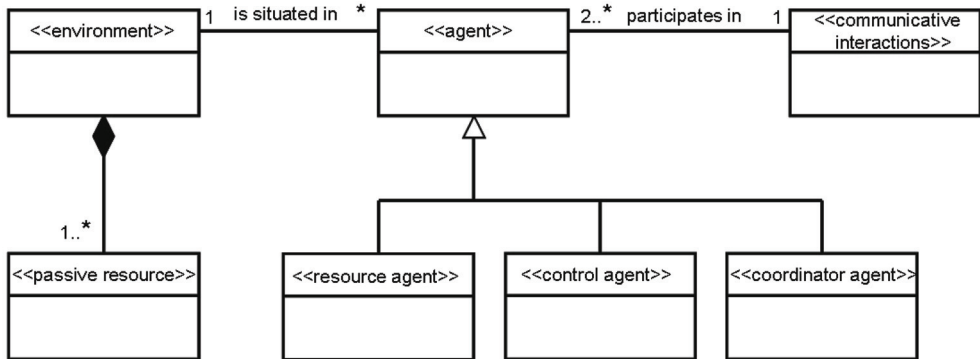 1 is situated in *
2..* participates in 1
<<environment>>
<<agent>>
<<communicative
interactions>>
1..*
<<passive resource>>
<<resource agent>>
<<control agent>>
<<coordinator agent>>